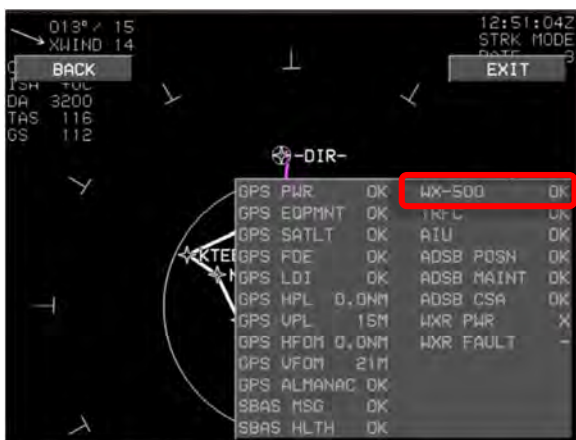 013°/ 15
XWIND 14
12:51:04Z
STRK MODE
BACK
EXIT
DA 3200
TAS 116
GS 112
-DIR-
GPS PWR OK
GPS EQPMNT OK
GPS SATLT OK
GPS FDE OK
GPS LDI OK
GPS HPL 0.0NM
GPS VPL 15M
GPS HFOM 0.0NM
GPS VFOM 21M
GPS ALMANAC OK
SBAS MSG OK
SBAS HLTH OK
WX-500 OK
TRFC OK
AIU OK
ADSB POSN OK
ADSB MAINT OK
ADSB CSA OK
WXR PWR X
WXR FAULT -